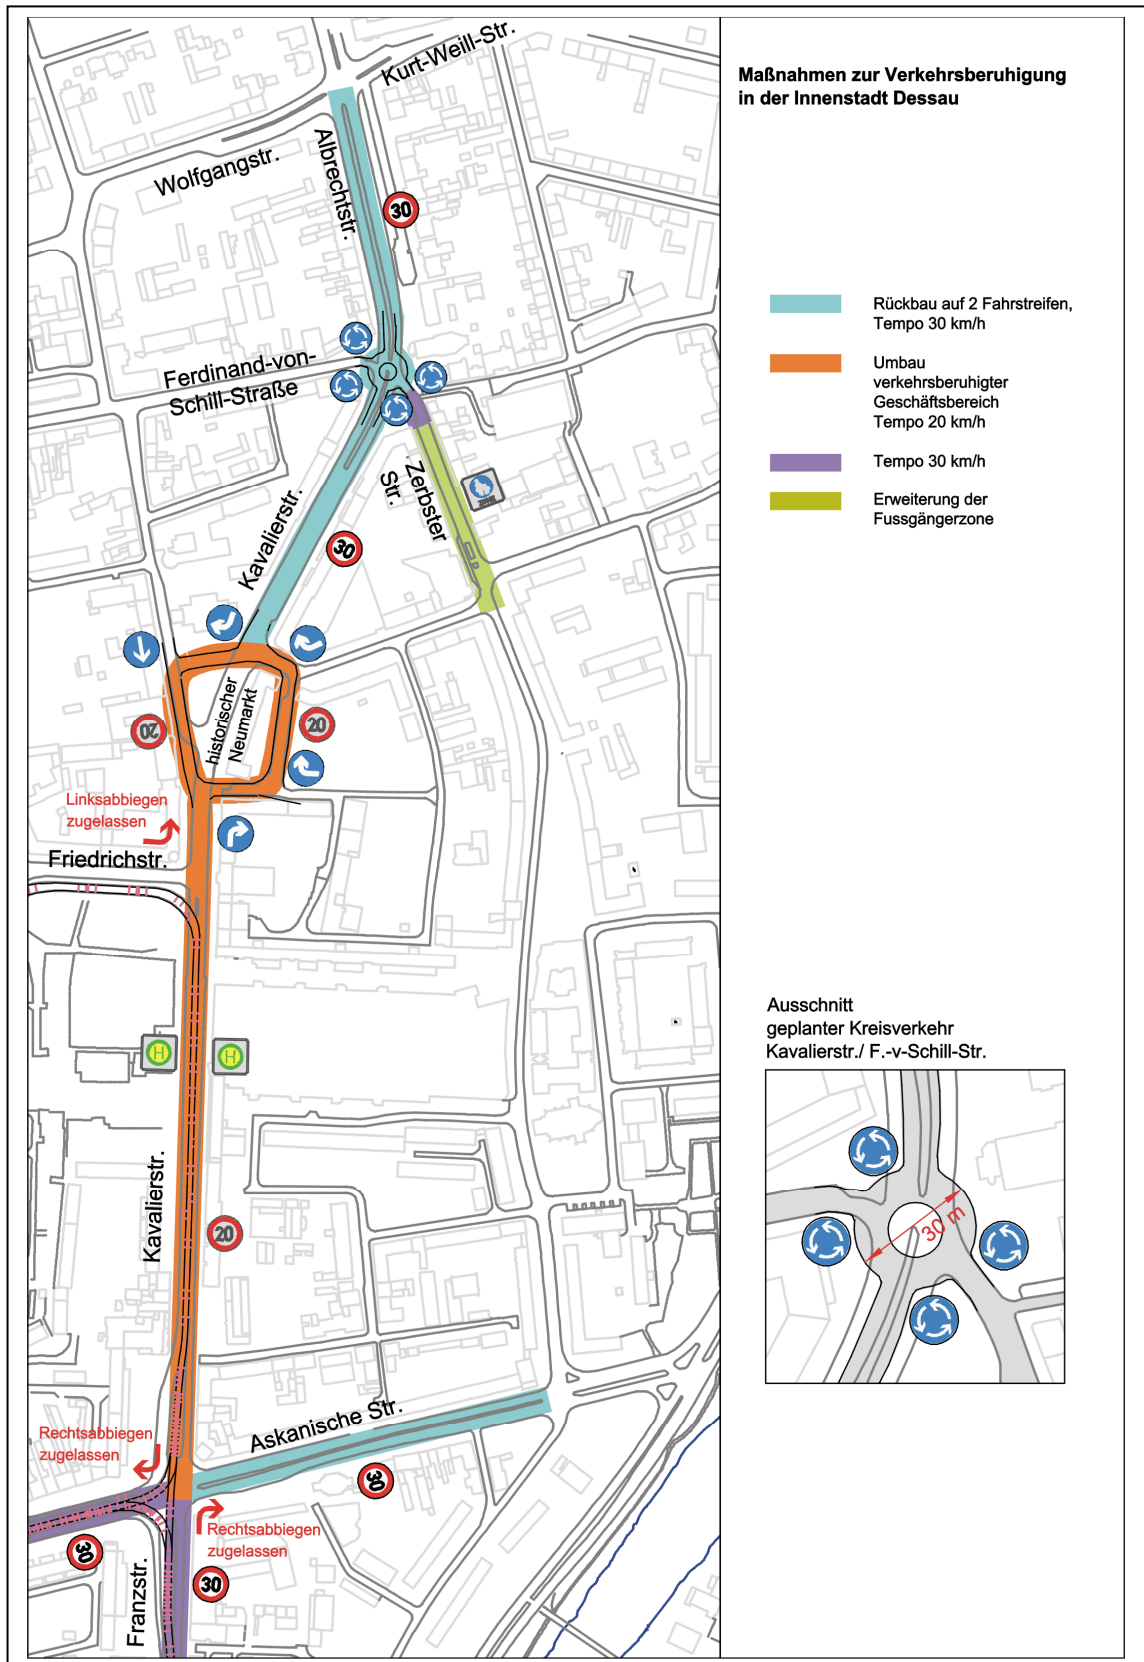 Kurt-Weill-Str.
Maßnahmen zur Verkehrsberuhigung
in der Innenstadt Dessau
Wolfgangstr.
Albrechtstr.
30
Rückbau auf 2 Fahrstreifen,
Tempo 30 km/h
Umbau
verkehrsberuhigter
Geschäftsbereich
Tempo 20 km/h
Tempo 30 km/h
Erweiterung der
Fussgängerzone
Ferdinand-von-
Schill-Straße
Zerbster
Str.
Kavalierstr.
30
historischer
Neumarkt
20
20
Linksabbiegen
zugelassen
Friedrichstr.
H
H
Kavalierstr.
20
Ausschnitt
geplanter Kreisverkehr
Kavalierstr./ F.-v-Schill-Str.
30 m
Askanische Str.
Rechtsabbiegen
zugelassen
30
Rechtsabbiegen
zugelassen
30
30
Franzstr.